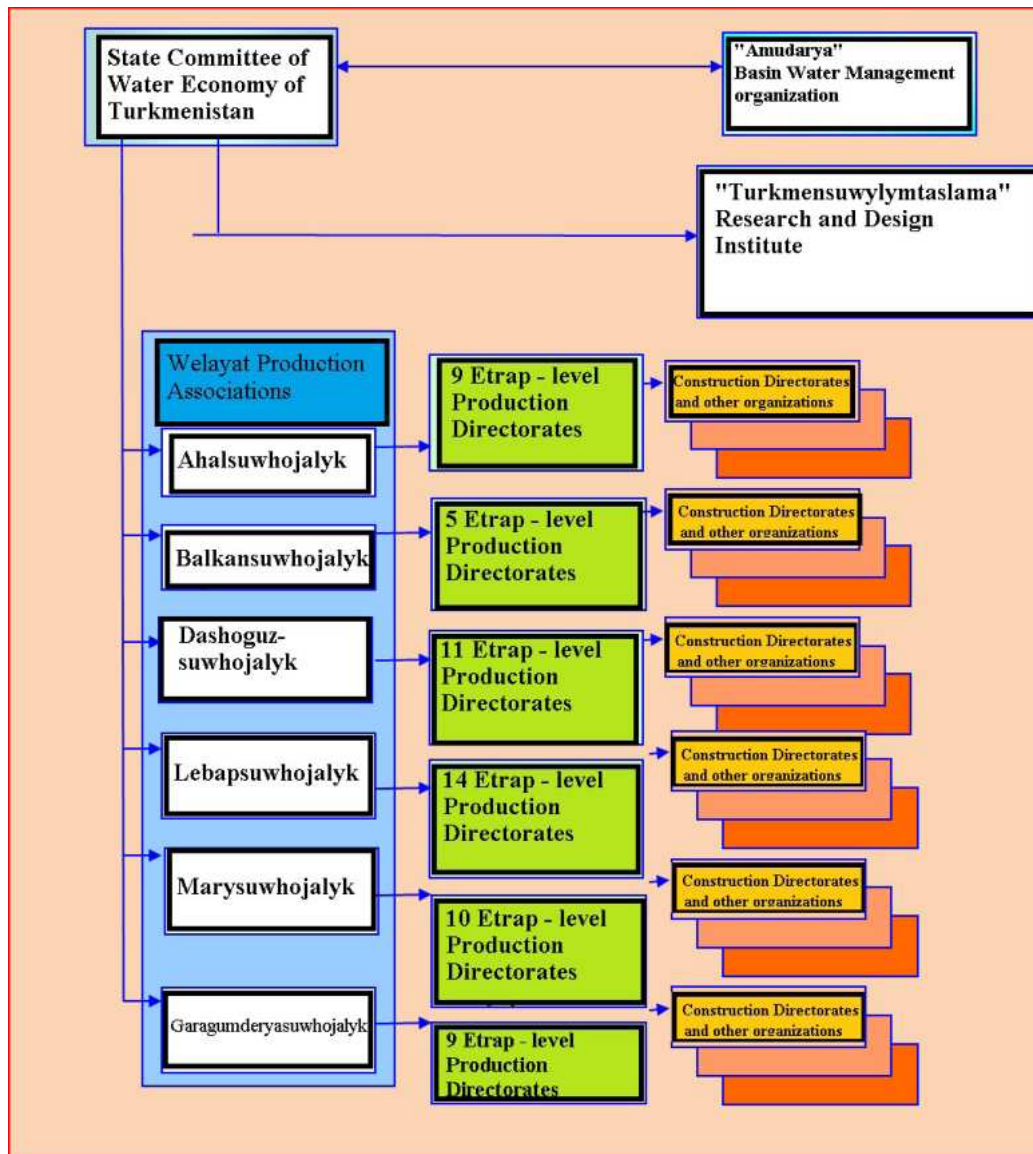 State Committee of
Water Economy of
Turkmenistan
"Amudarya"
Basin Water Management
organization
"Turkmensuwylymtaslama"
Research and Design
Institute
Welayat Production
Associations
Ahalsuwhojalyk
9 Etrap - level
Production
Directorates
Construction Directorates
and other organizations
Balkansuwhojalyk
5 Etrap - level
Production
Directorates
Construction Directorates
and other organizations
Dashoguz-
suwhojalyk
11 Etrap - level
Production
Directorates
Construction Directorates
and other organizations
Lebapsuwhojalyk
14 Etrap - level
Production
Directorates
Construction Directorates
and other organizations
Marysuwhojalyk
10 Etrap - level
Production
Directorates
Construction Directorates
and other organizations
Garagumderyasuwhojalyk
9 Etrap - level
Production
Directorates
Construction Directorates
and other organizations